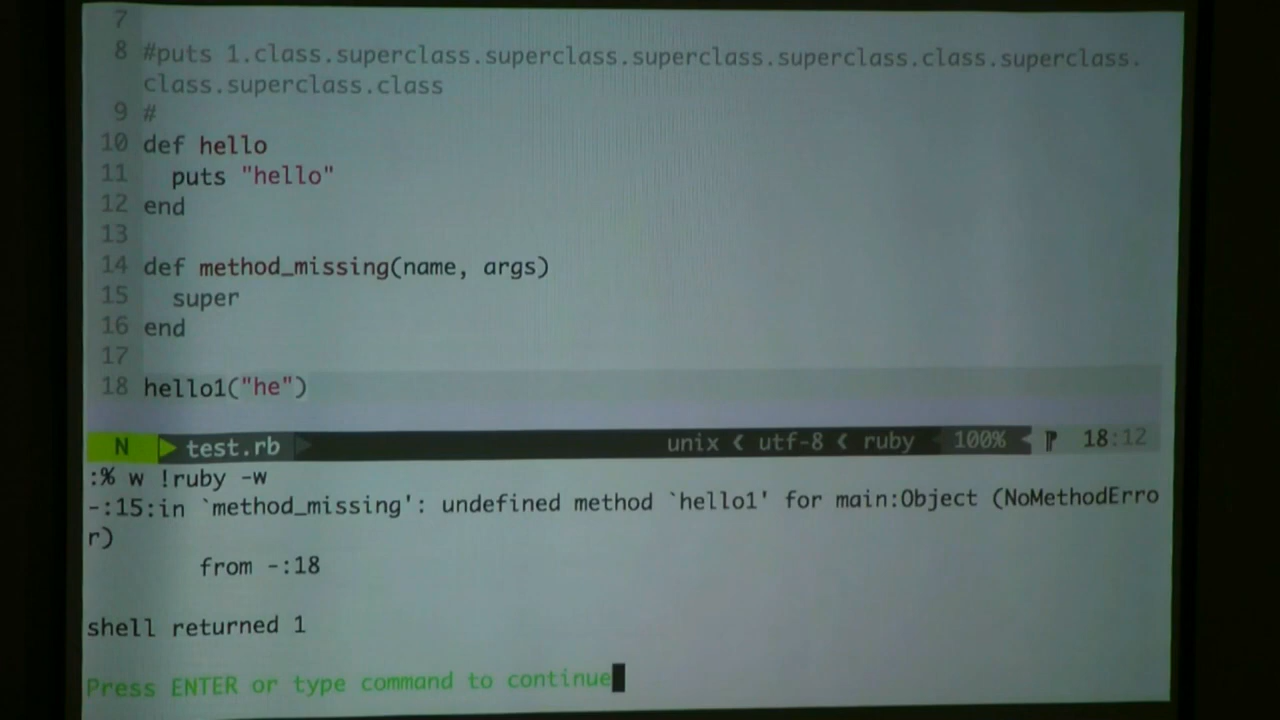 7
8 #puts 1.class.superclass.superclass.superclass.superclass.class.superclass.
class.superclass.class
9 #
10 def hello
11   puts "hello"
12 end
13
14 def method_missing(name, args)
15   super
16 end
17
18 hello1("he")
N test.rb unix ❮ utf-8 ❮ ruby 100% 18:12
:% w !ruby -w
-:15:in `method_missing': undefined method `hello1' for main:Object (NoMethodErro
r)
        from -:18
shell returned 1
Press ENTER or type command to continue